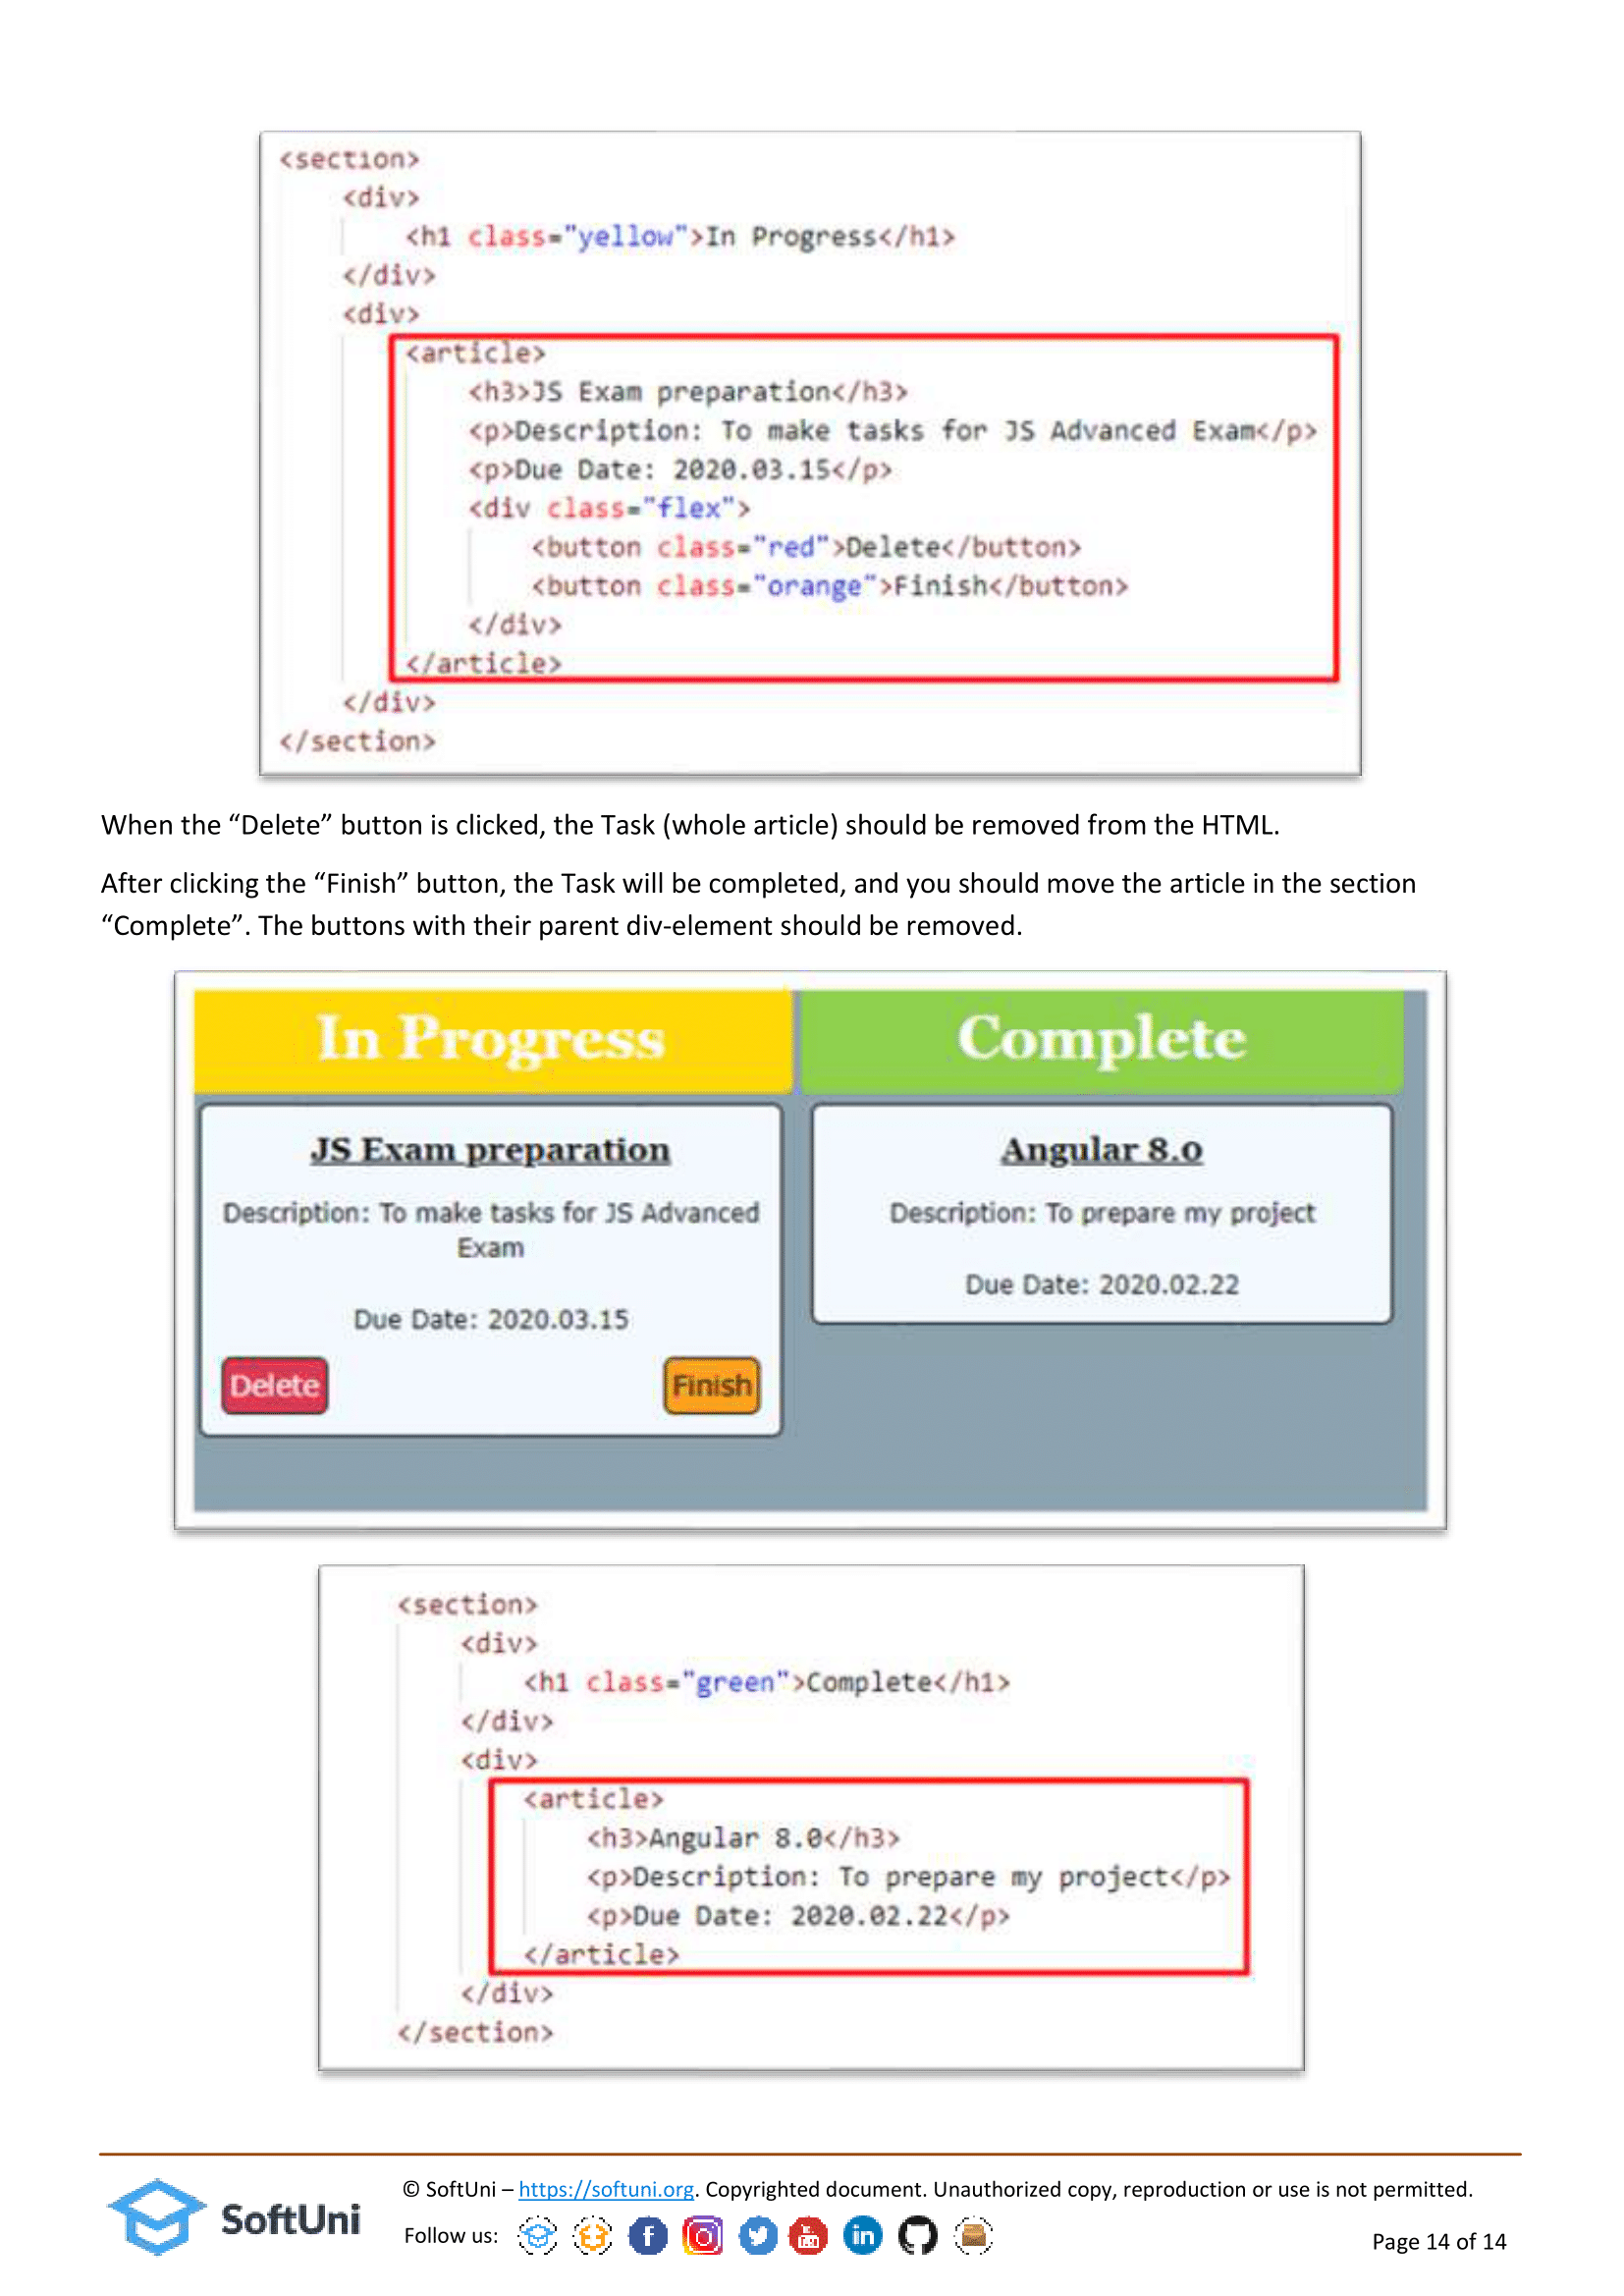 <section>
<div>
<h1 class="yellow">In Progress</h1>
</div>
<div>
<article>
<h3>JS Exam preparation</h3>
<p>Description: To make tasks for JS Advanced Exam</p>
<p>Due Date: 2020.03.15</p>
<div class="flex">
<button class="red">Delete</button>
<button class="orange">Finish</button>
</div>
</article>
</div>
</section>
When the “Delete” button is clicked, the Task (whole article) should be removed from the HTML.
After clicking the “Finish” button, the Task will be completed, and you should move the article in the section
“Complete”. The buttons with their parent div-element should be removed.
In Progress
JS Exam preparation
Description: To make tasks for JS Advanced
Exam
Due Date: 2020.03.15
Delete
Finish
Complete
Angular 8.0
Description: To prepare my project
Due Date: 2020.02.22
<section>
<div>
<h1 class="green">Complete</h1>
</div>
<div>
<article>
<h3>Angular 8.0</h3>
<p>Description: To prepare my project</p>
<p>Due Date: 2020.02.22</p>
</article>
</div>
</section>
SoftUni
© SoftUni – https://softuni.org. Copyrighted document. Unauthorized copy, reproduction or use is not permitted.
Follow us:
Page 14 of 14